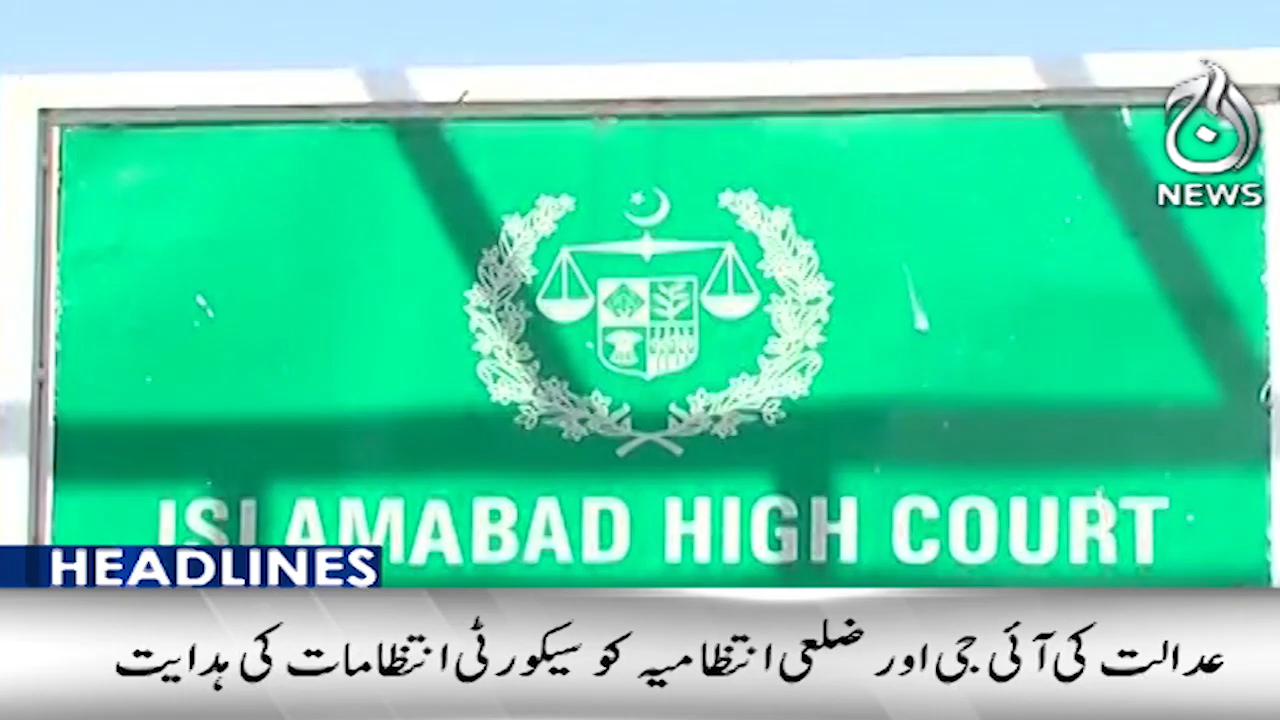 ج
NEWS
ISLAMABAD HIGH COURT
HEADLINES
عدالت کی آئی جی اور ضلعی انتظامیہ کو سیکورٹی انتظامات کی ہدایت